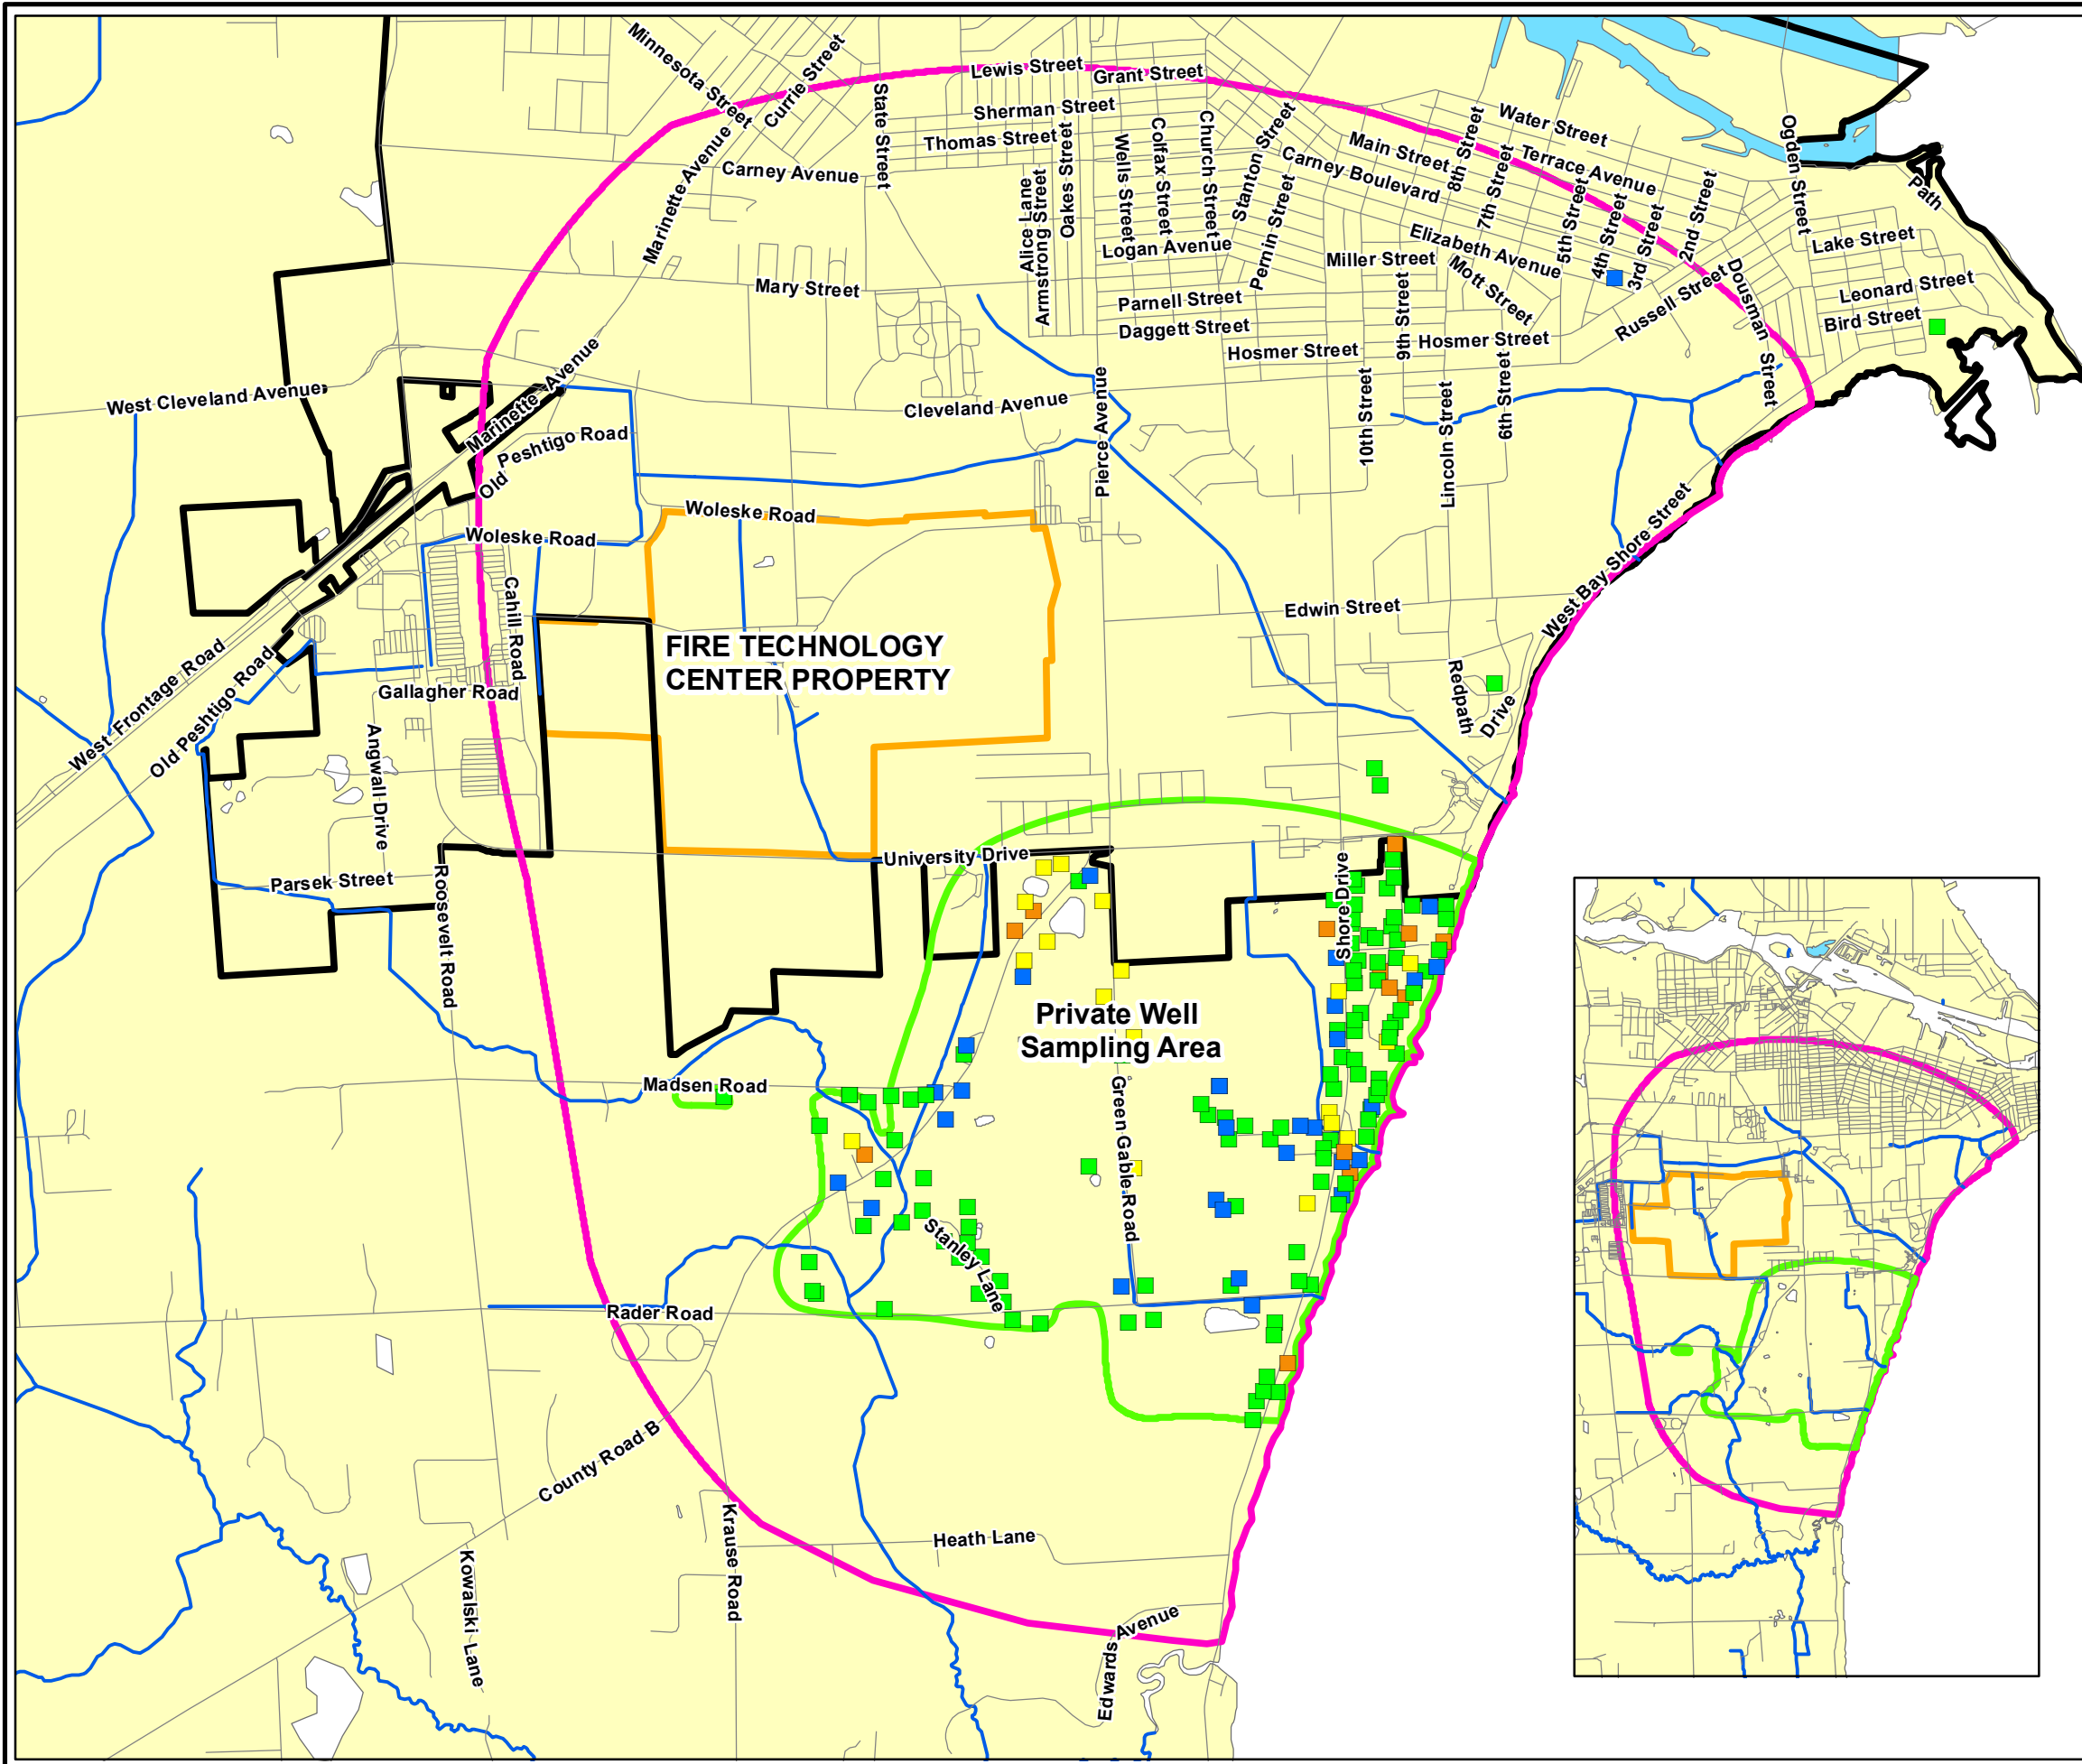 Minnesota Street
Currie Street
Lewis Street
Grant Street
State Street
Sherman Street
Thomas Street
Carney Avenue
Marinette Avenue
Alice Lane
Armstrong Street
Oakes Street
Wells Street
Colfax Street
Church Street
Stanton Street
Pernin Street
Carney Boulevard
Main Street
8th Street
7th Street
Water Street
Terrace Avenue
5th Street
4th Street
3rd Street
2nd Street
Ogden Street
Path
Lake Street
Leonard Street
Bird Street
Logan Avenue
Miller Street
Elizabeth Avenue
Mott Street
Mary Street
Parnell Street
Daggett Street
Hosmer Street
9th Street
Hosmer Street
Russell Street
Dousman Street
West Cleveland Avenue
Marinette Avenue
Old Peshtigo Road
Cleveland Avenue
Pierce Avenue
10th Street
Lincoln Street
6th Street
Woleske Road
Woleske Road
Cahill Road
West Bay Shore Street
Edwin Street
FIRE TECHNOLOGY
CENTER PROPERTY
West Frontage Road
Old Peshtigo Road
Gallagher Road
Angwall Drive
Redpath Drive
University Drive
Shore Drive
Parsek Street
Roosevelt Road
Private Well
Sampling Area
Madsen Road
Green Gable Road
Stanley Lane
Rader Road
County Road B
Krause Road
Heath Lane
Kowalski Lane
Edwards Avenue